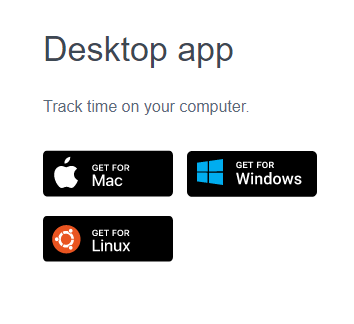 Desktop app
Track time on your computer.
GET FOR
Mac
GET FOR
Windows
GET FOR
Linux